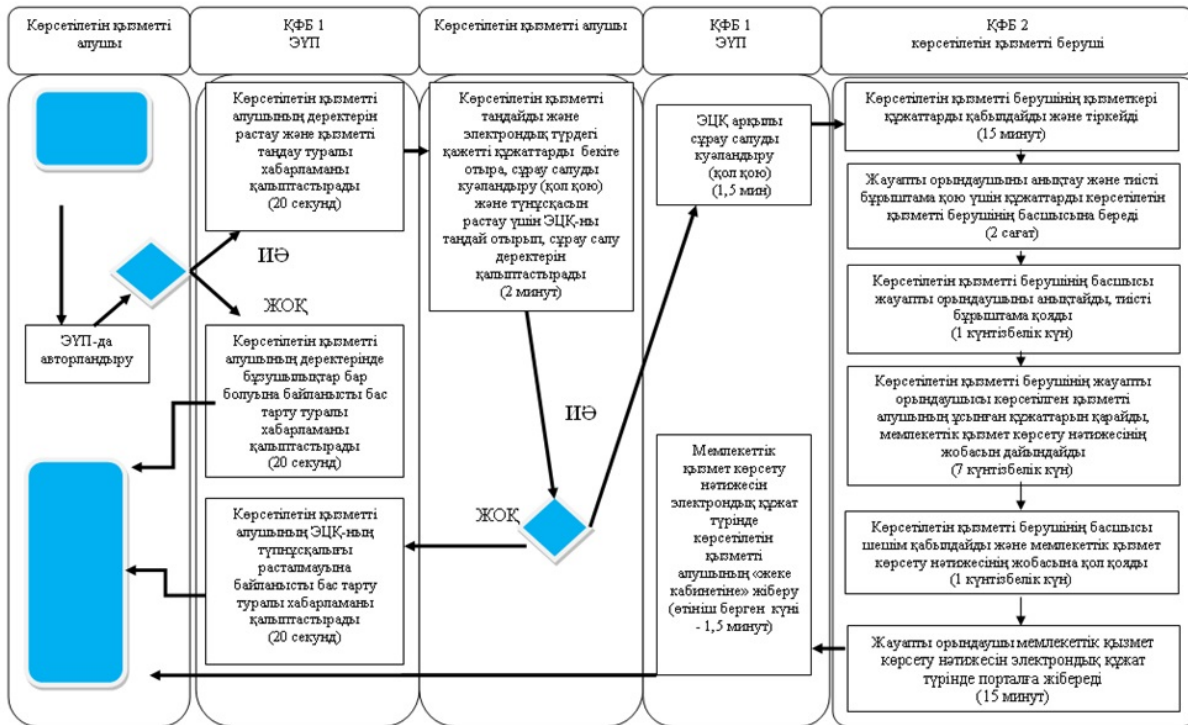 Көрсетілетін қызметті
алушы
ҚФБ 1
ЭҮП
Көрсетілетін қызметті алушы
ҚФБ 1
ЭҮП
ҚФБ 2
көрсетілетін қызметті беруші
ЭҮП-да
авторландыру
Көрсетілетін қызметті
алушының деректерін
растау және қызметті
таңдау туралы
хабарламаны
қалыптастырады
(20 секунд)
ИӘ
ЖОҚ
Көрсетілетін қызметті
алушының деректерінде
бұзушылықтар бар
болуына байланысты бас
тарту туралы
хабарламаны
қалыптастырады
(20 секунд)
Көрсетілетін қызметті
алушының ЭЦК-ның
түпнұсқалығы
расталмауына
байланысты бас тарту
туралы хабарламаны
қалыптастырады
(20 секунд)
Көрсетілетін қызметті
таңдайды және
электрондық түрдегі
қажетті құжаттарды бекіте
отыра, сұрау салуды
куәландыру (қол қою)
және түнұсқасын
растау үшін ЭЦК-ны
таңдай отырып, сұрау салу
деректерін
қалыптастырады
(2 минут)
ИӘ
ЖОҚ
ЭЦҚ арқылы
сұрау салуды
куәландыру
(қол қою)
(1,5 мин)
Мемлекеттік
қызмет көрсету
нәтижесін
электрондық құжат
түрінде
көрсетілетін
қызметті
алушының «жеке
кабинетіне» жіберу
(өтініш берген күні
- 1,5 минут)
Көрсетілетін қызметті берушінің қызметкері
құжаттарды қабылдайды және тіркейді
(15 минут)
Жауапты орындаушыны анықтау және тиісті
бұрыштама қою үшін құжаттарды көрсетілетін
қызметті берушінің басшысына береді
(2 сағат)
Көрсетілетін қызметті берушінің басшысы
жауапты орындаушыны анықтайды, тиісті
бұрыштама қояды
(1 күнтізбелік күн)
Көрсетілетін қызметті берушінің жауапты
орындаушысы көрсетілген қызметті
алушының ұсынған құжаттарын қарайды,
мемлекеттік қызмет көрсету нәтижесінің
жобасын дайындайды
(7 күнтізбелік күн)
Көрсетілетін қызметті берушінің басшысы
шешім қабылдайды және мемлекеттік қызмет
көрсету нәтижесінің жобасына қол қояды
(1 күнтізбелік күн)
Жауапты орындаушы мемлекеттік қызмет
көрсету нәтижесін электрондық құжат
түрінде порталға жібереді
(15 минут)